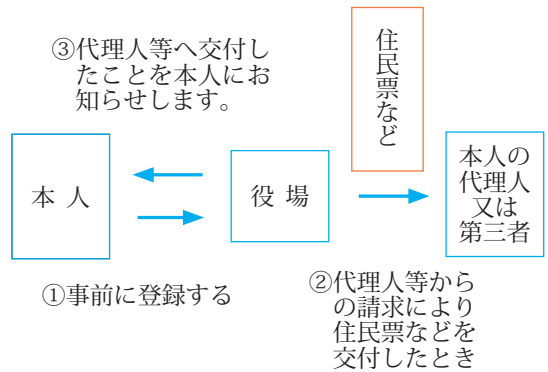 ③代理人等へ交付し
たことを本人にお
知らせします。
住民票など
本人
役場
本人の
代理人
又は
第三者
①事前に登録する
②代理人等から
の請求により
住民票などを
交付したとき